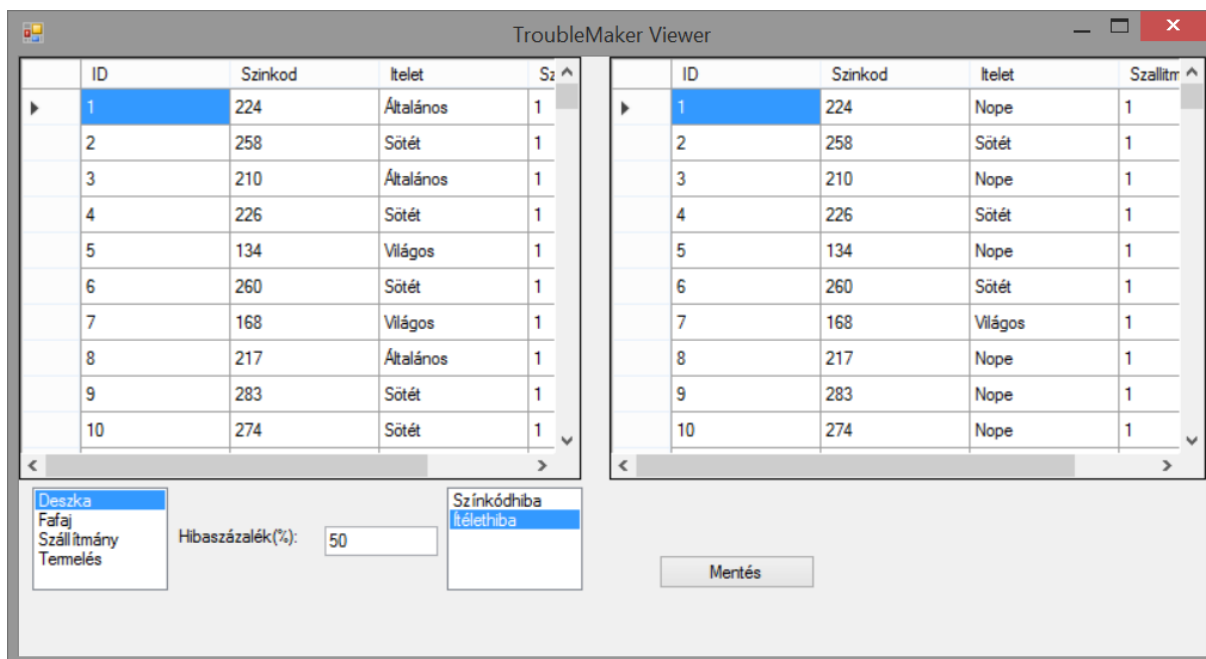 TroubleMaker Viewer
ID Szinkod Itelet Sz
1 224 Általános 1
2 258 Sötét 1
3 210 Általános 1
4 226 Sötét 1
5 134 Világos 1
6 260 Sötét 1
7 168 Világos 1
8 217 Általános 1
9 283 Sötét 1
10 274 Sötét 1
ID Szinkod Itelet Szallitm
1 224 Nope 1
2 258 Sötét 1
3 210 Nope 1
4 226 Sötét 1
5 134 Nope 1
6 260 Sötét 1
7 168 Világos 1
8 217 Nope 1
9 283 Nope 1
10 274 Nope 1
Deszka
Fafaj
Szállítmány
Termelés
Hibaszázalék(%): 50
Színkódhiba
Ítélethiba
Mentés